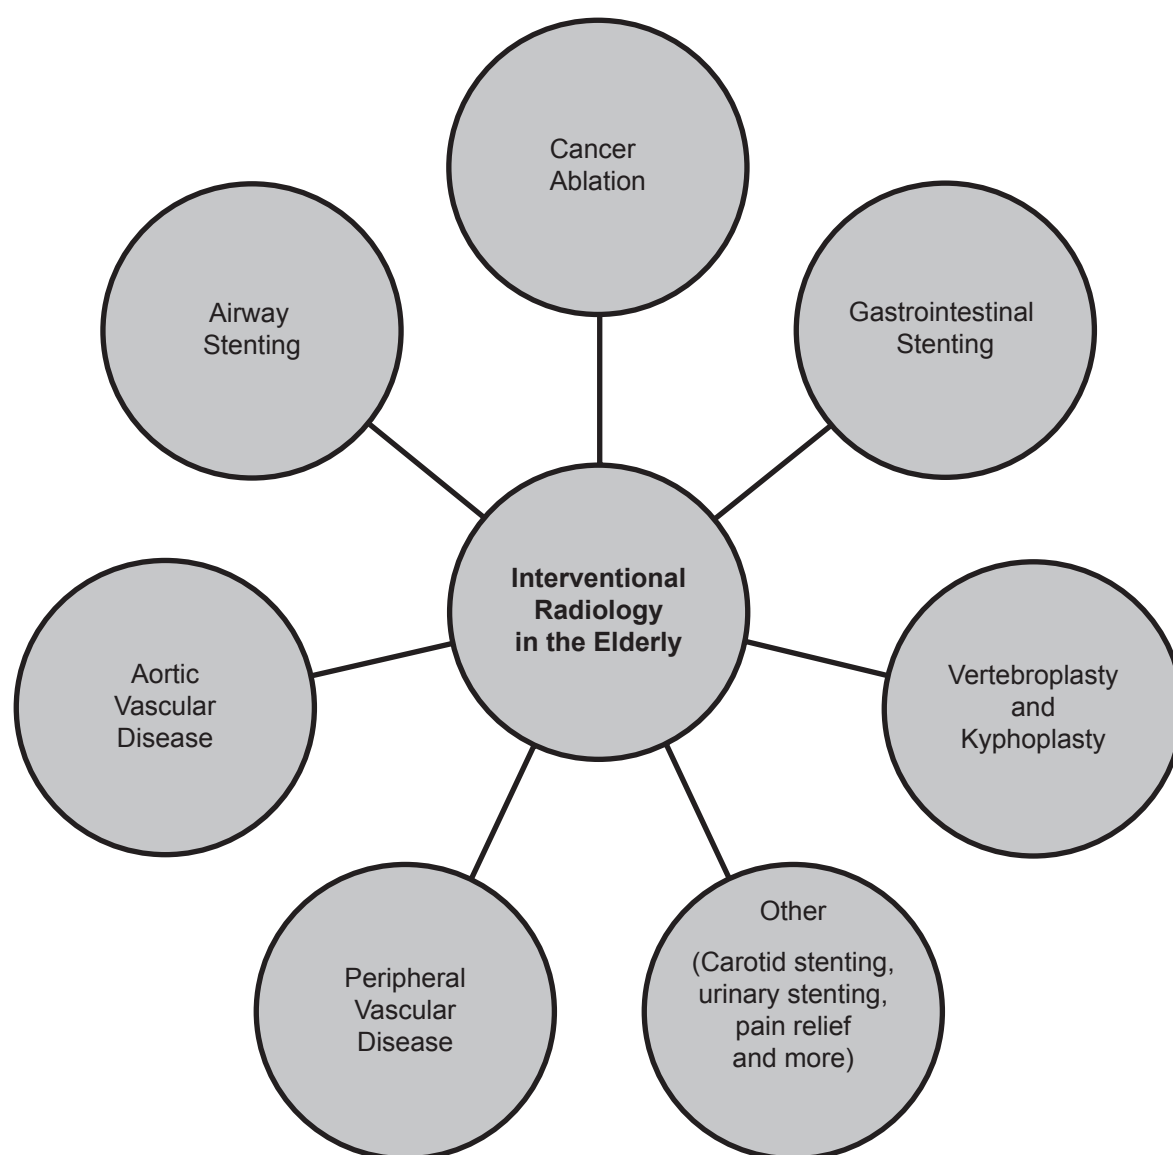 Cancer
Ablation
Airway
Stenting
Gastrointestinal
Stenting
Interventional
Radiology
in the Elderly
Aortic
Vascular
Disease
Vertebroplasty
and
Kyphoplasty
Peripheral
Vascular
Disease
Other
(Carotid stenting,
urinary stenting,
pain relief
and more)